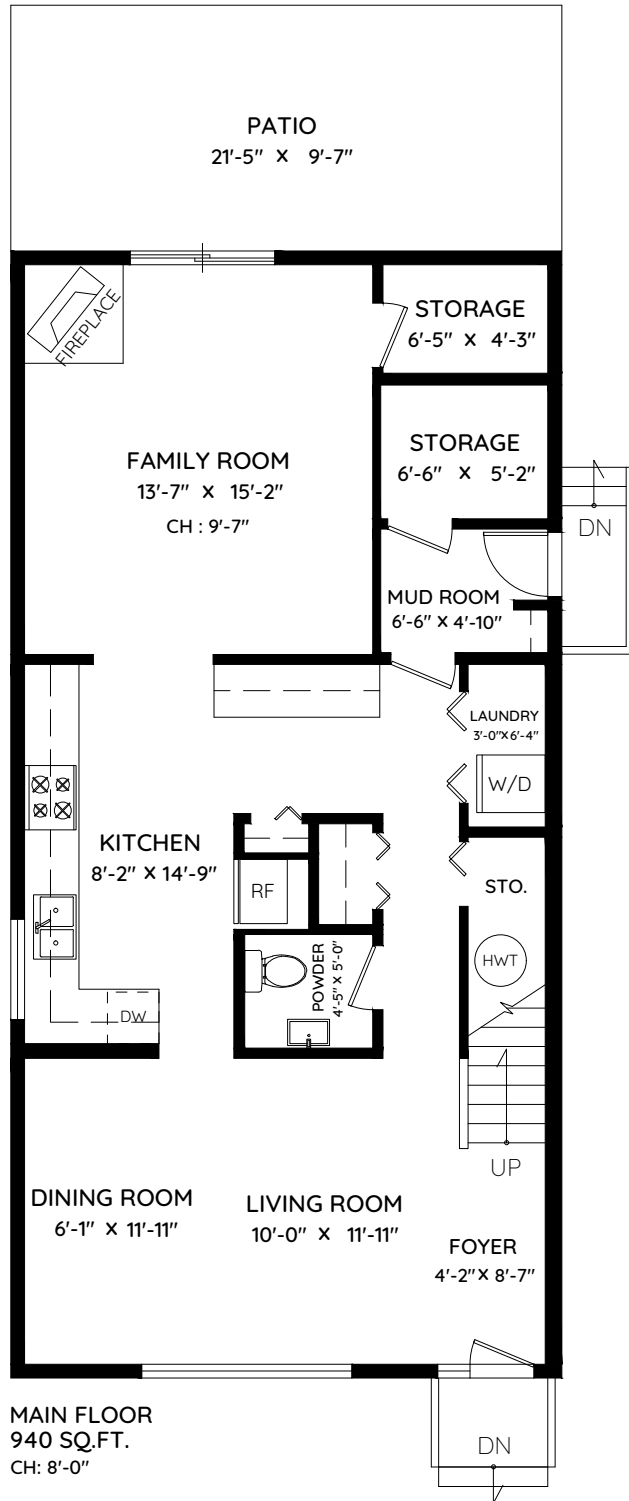 PATIO
21'-5" X 9'-7"
FIREPLACE
STORAGE
6'-5" X 4'-3"
FAMILY ROOM
13'-7" X 15'-2"
CH : 9'-7"
STORAGE
6'-6" X 5'-2"
DN
MUD ROOM
6'-6" X 4'-10"
LAUNDRY
3'-0"X6'-4"
W/D
KITCHEN
8'-2" X 14'-9"
RF
STO.
HWT
POWDER
4'-5" X 5'-0"
DW
UP
DINING ROOM
6'-1" X 11'-11"
LIVING ROOM
10'-0" X 11'-11"
FOYER
4'-2"X 8'-7"
MAIN FLOOR
940 SQ.FT.
CH: 8'-0"
DN